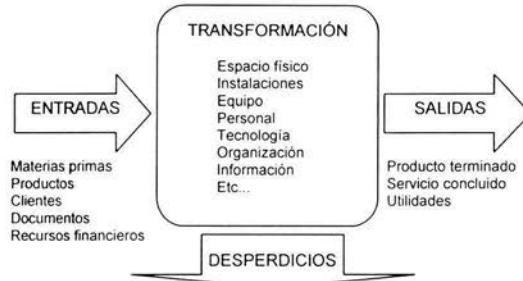 TRANSFORMACIÓN
Espacio físico
Instalaciones
Equipo
Personal
Tecnología
Organización
Información
Etc...
ENTRADAS
Materias primas
Productos
Clientes
Documentos
Recursos financieros
SALIDAS
Producto terminado
Servicio concluido
Utilidades
DESPERDICIOS